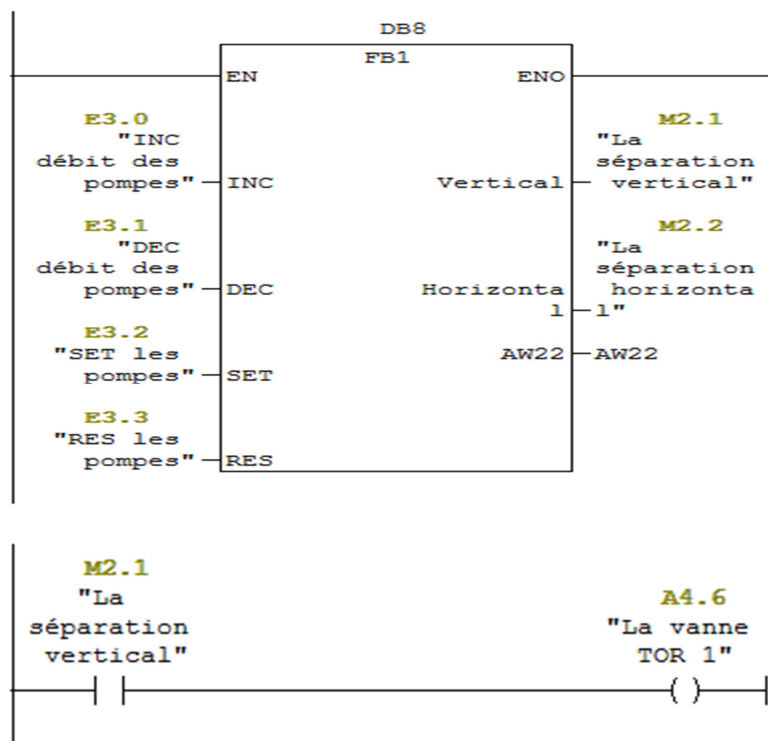 DB8
FB1
EN ENO
E3.0 M2.1
"INC "La
débit des séparation
pompes" INC Vertical vertical"
E3.1 M2.2
"DEC "La
débit des séparation
pompes" DEC Horizonta horizonta
l l"
E3.2
"SET les AW22 AW22
pompes" SET
E3.3
"RES les
pompes" RES
M2.1
"La A4.6
séparation "La vanne
vertical" TOR 1"